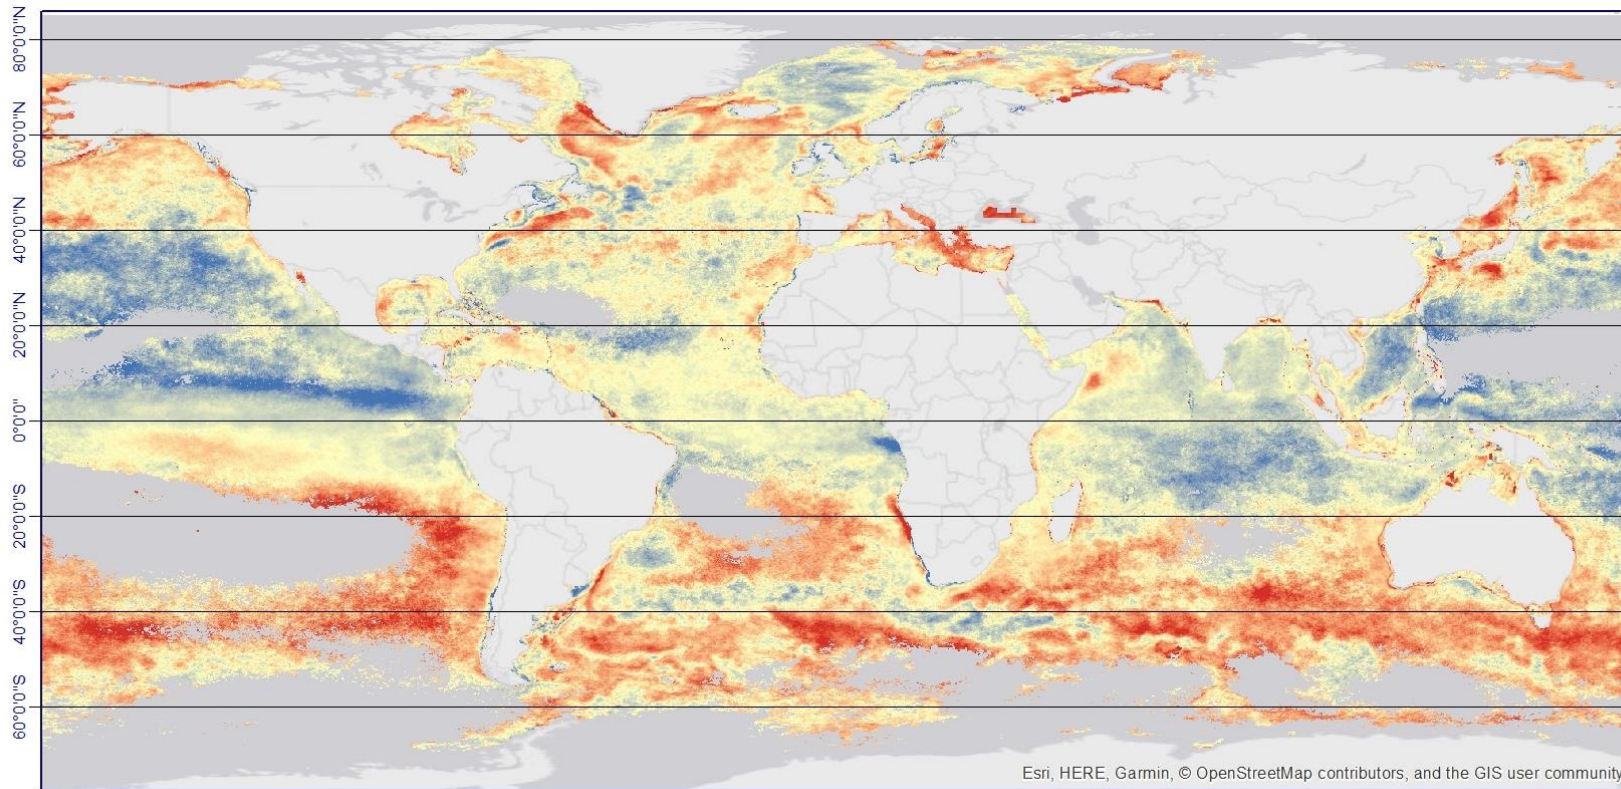 80°0'0"N
60°0'0"N
40°0'0"N
20°0'0"N
0°0'0"
20°0'0"S
40°0'0"S
60°0'0"S
Esri, HERE, Garmin, © OpenStreetMap contributors, and the GIS user community